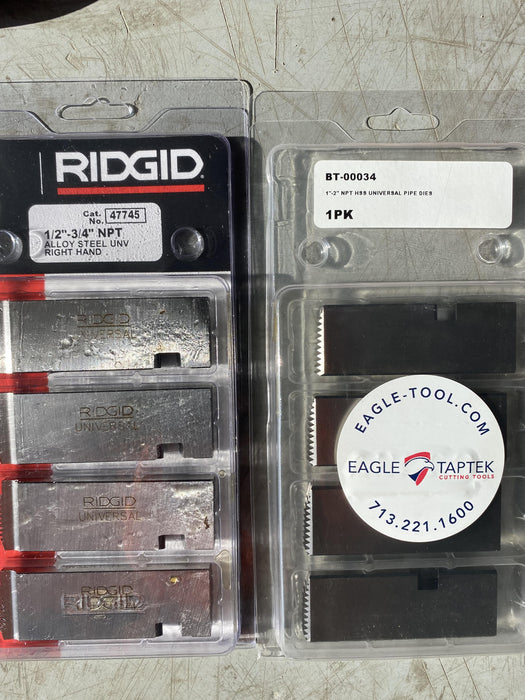 RIDGID
Cat. No. 47745
1/2"-3/4" NPT
ALLOY STEEL UNV
RIGHT HAND
RIDGID
UNIVERSAL
RIDGID
UNIVERSAL
RIDGID
UNIVERSAL
RIDGID
RIDGID
BT-00034
1"-2" NPT HSS UNIVERSAL PIPE DIES
1PK
EAGLE-TOOL.COM
EAGLE TAPTEK
CUTTING TOOLS
713.221.1600